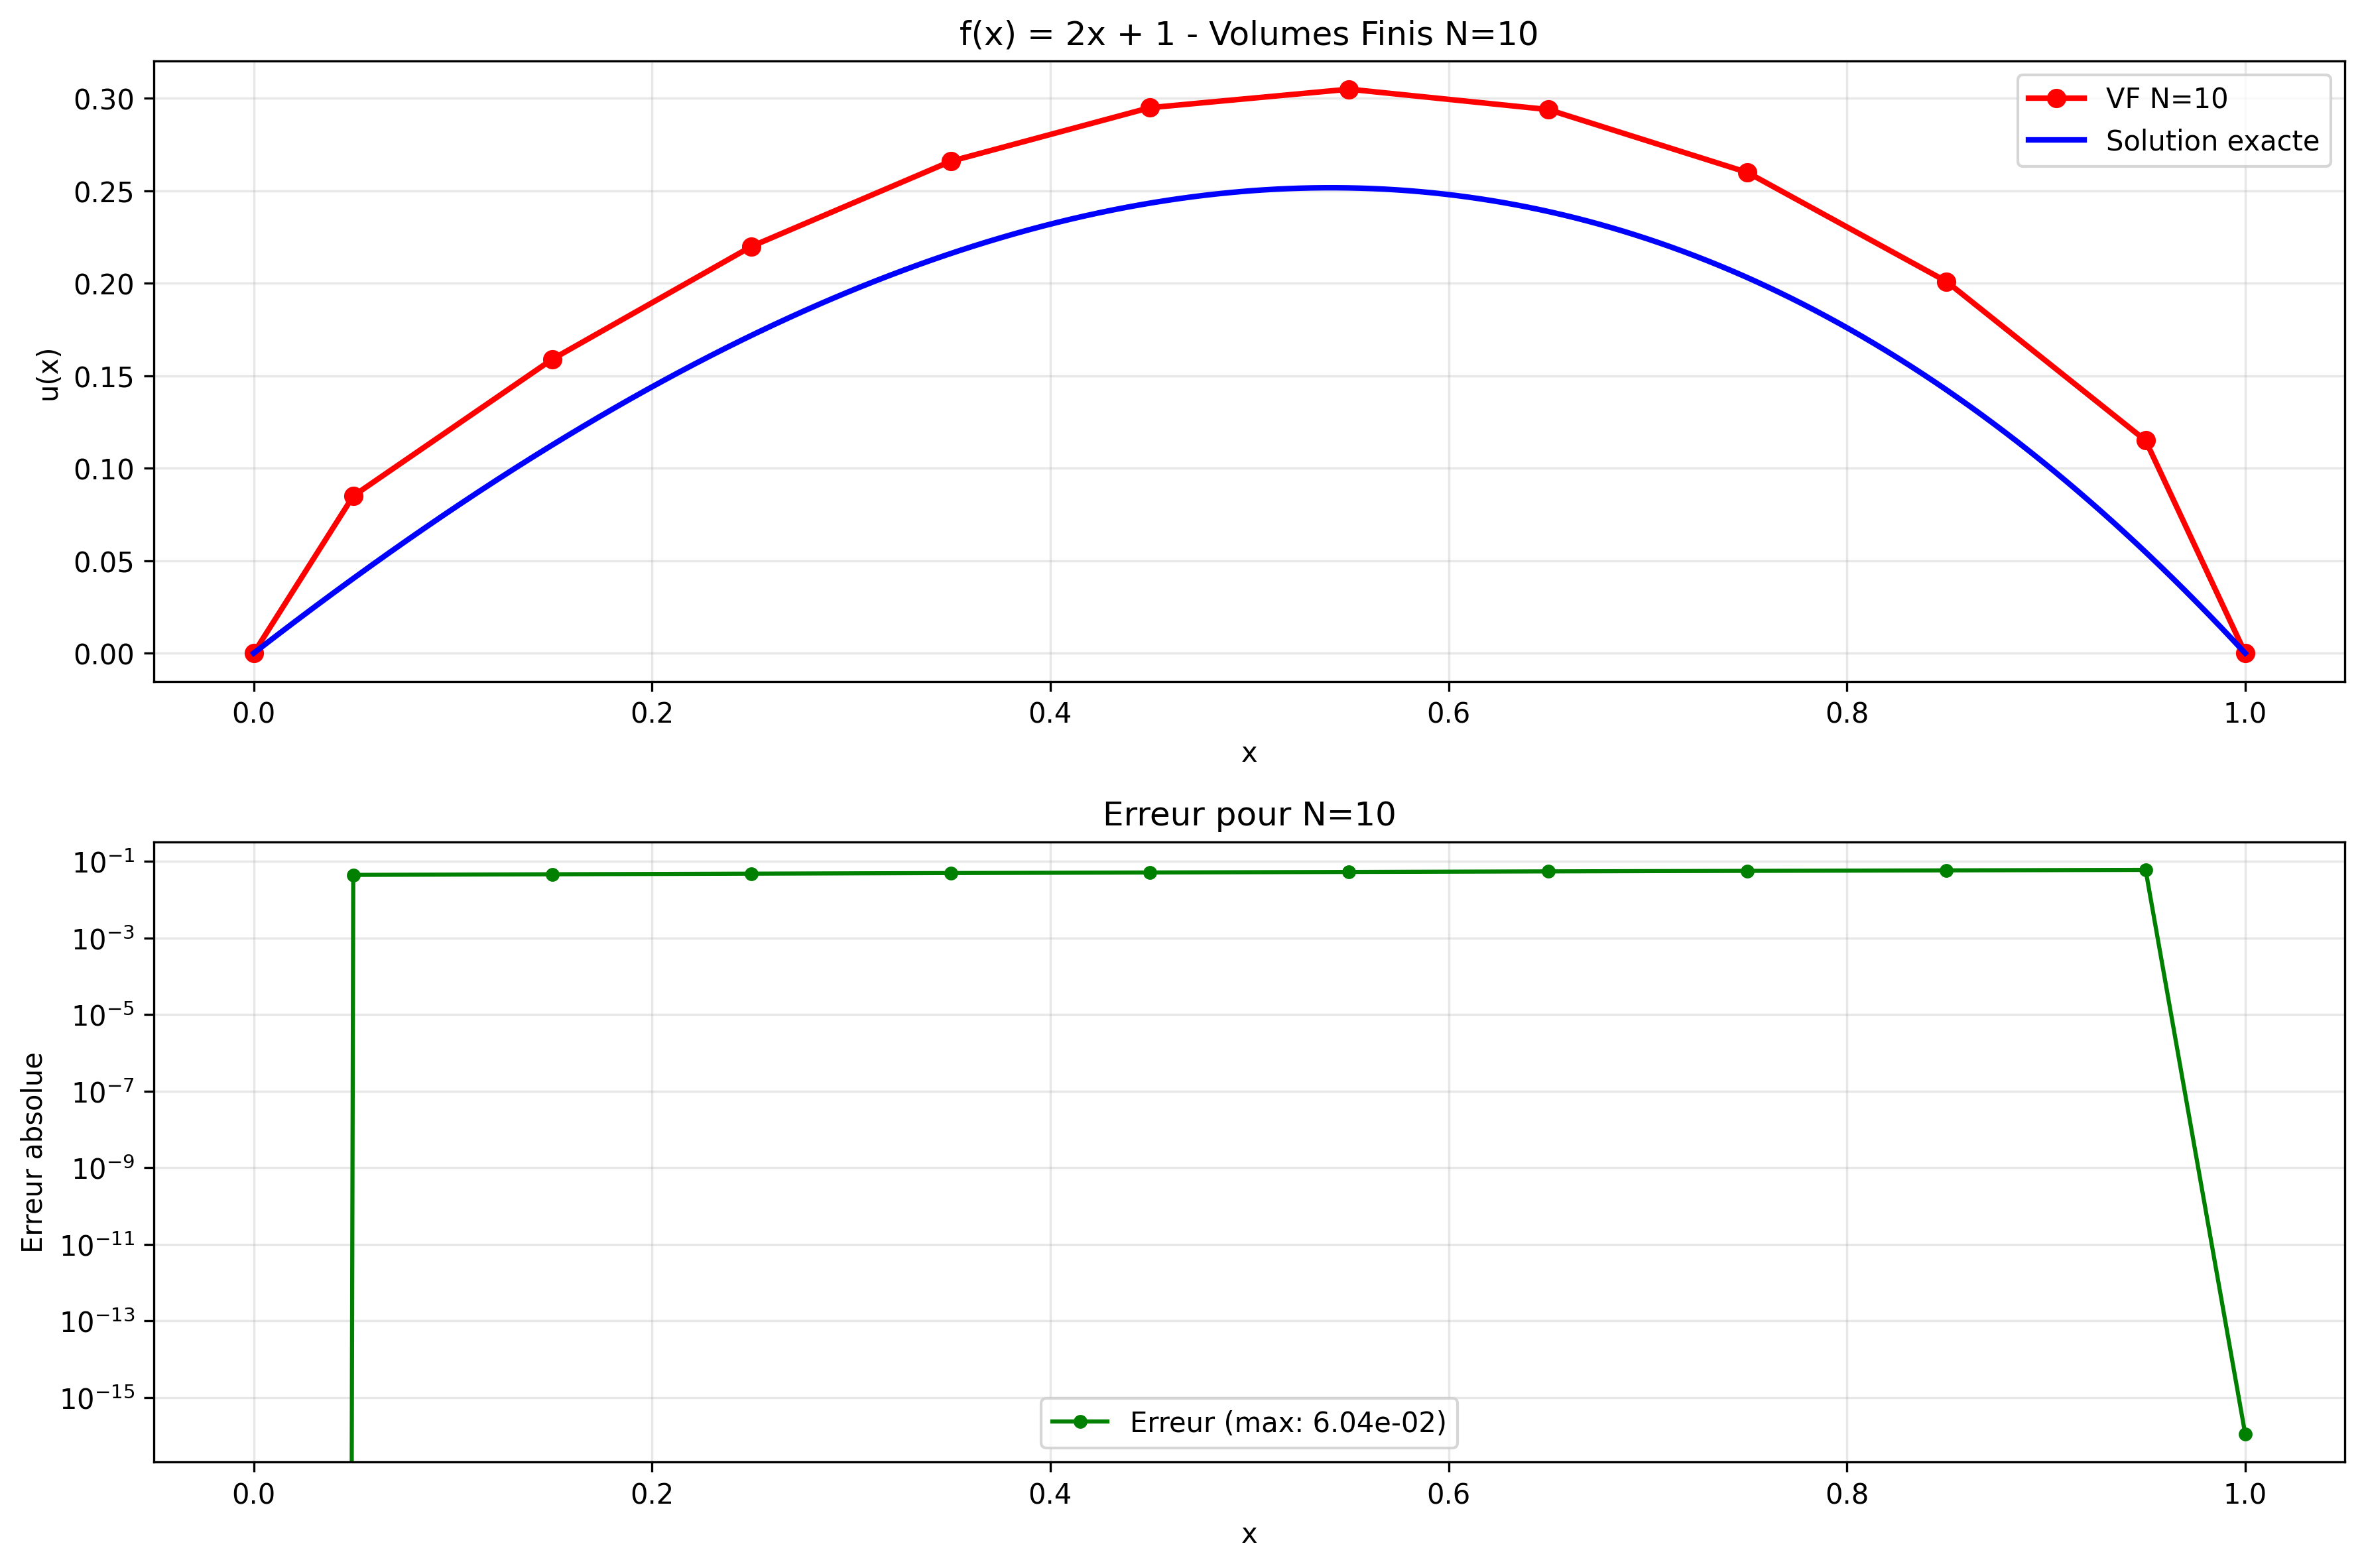 f(x) = 2x + 1 - Volumes Finis N=10
VF N=10
Solution exacte
u(x)
0.30
0.25
0.20
0.15
0.10
0.05
0.00
0.0 0.2 0.4 0.6 0.8 1.0
x
Erreur pour N=10
Erreur absolue
10⁻¹
10⁻³
10⁻⁵
10⁻⁷
10⁻⁹
10⁻¹¹
10⁻¹³
10⁻¹⁵
Erreur (max: 6.04e-02)
0.0 0.2 0.4 0.6 0.8 1.0
x